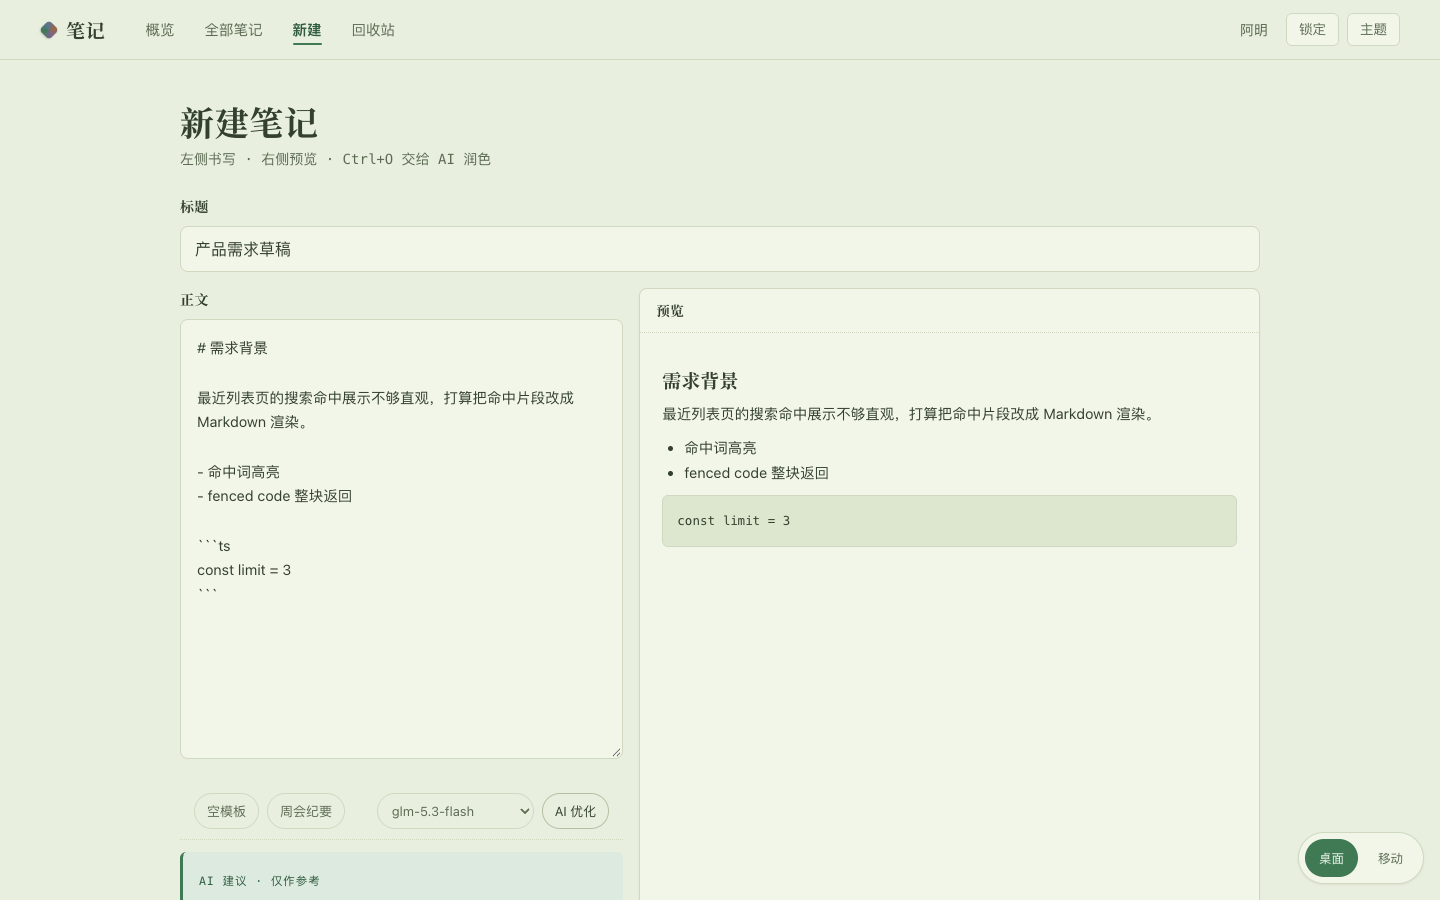 笔记
概览
全部笔记
新建
回收站
阿明
锁定
主题
新建笔记
左侧书写 · 右侧预览 · Ctrl+O 交给 AI 润色
标题
产品需求草稿
正文
# 需求背景
最近列表页的搜索命中展示不够直观，打算把命中片段改成
Markdown 渲染。
- 命中词高亮
- fenced code 整块返回
```ts
const limit = 3
```
空模板
周会纪要
glm-5.3-flash
AI 优化
AI 建议 · 仅作参考
预览
需求背景
最近列表页的搜索命中展示不够直观，打算把命中片段改成 Markdown 渲染。
• 命中词高亮
• fenced code 整块返回
const limit = 3
桌面
移动